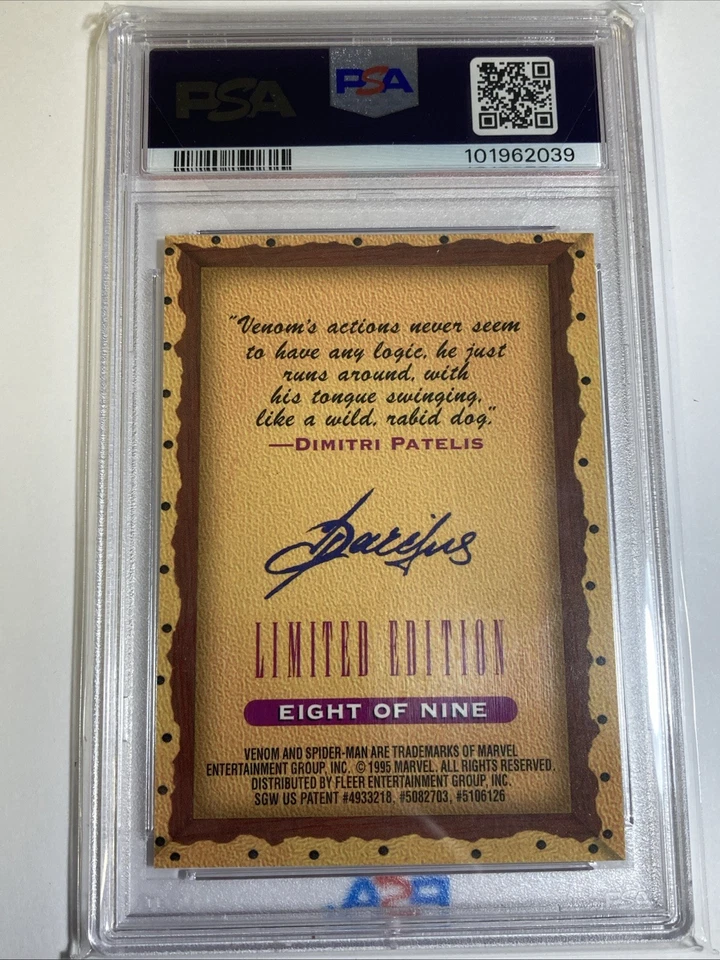 PSA
PSA
101962039
"Venom's actions never seem
to have any logic, he just
runs around, with
his tongue swinging,
like a wild, rabid dog."
—DIMITRI PATELIS
LIMITED EDITION
EIGHT OF NINE
VENOM AND SPIDER-MAN ARE TRADEMARKS OF MARVEL
ENTERTAINMENT GROUP, INC. © 1995 MARVEL. ALL RIGHTS RESERVED.
DISTRIBUTED BY FLEER ENTERTAINMENT GROUP, INC.
SGW US PATENT #4933218, #5082703, #5106126
PSA